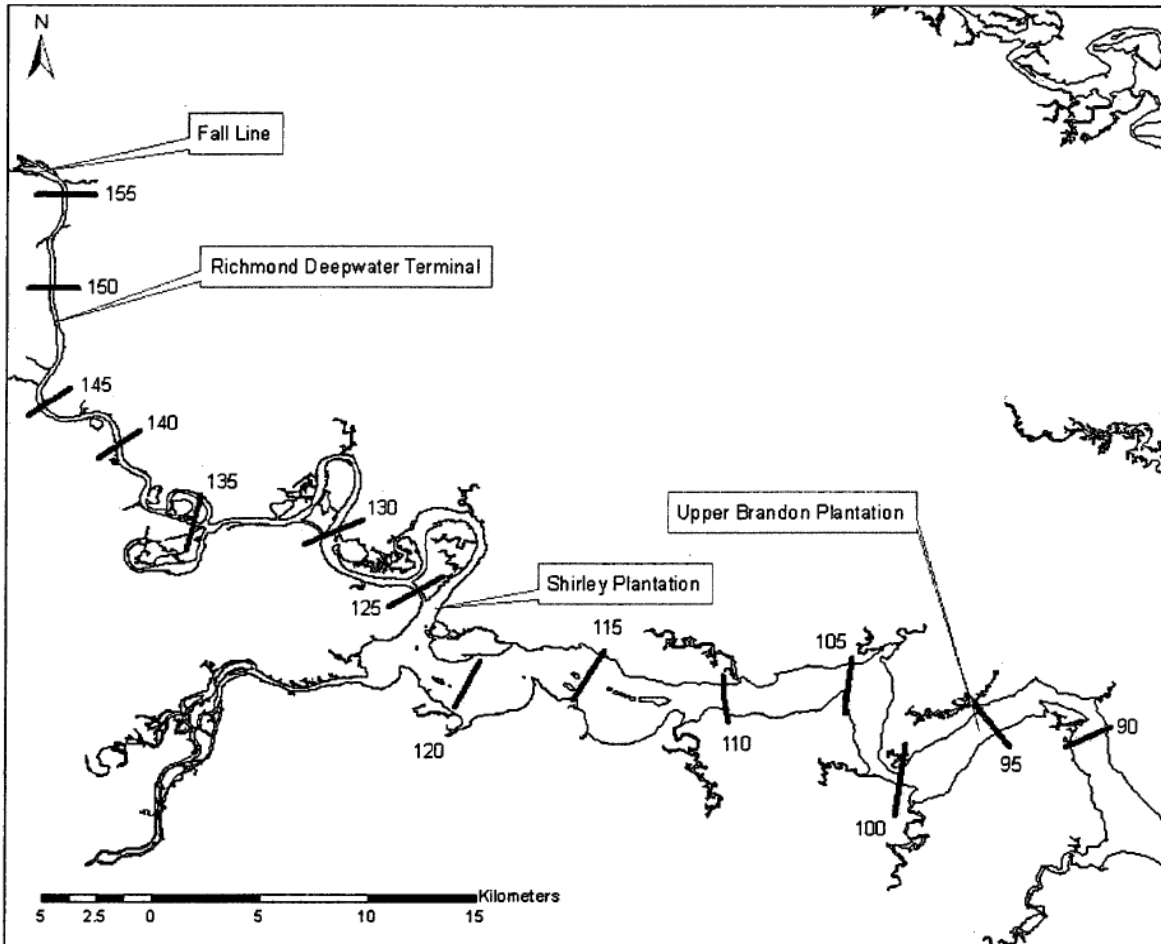 N
Fall Line
155
Richmond Deepwater Terminal
150
145
140
135
130
Upper Brandon Plantation
Shirley Plantation
125
115
105
120
110
90
95
100
Kilometers
5 2.5 0 5 10 15